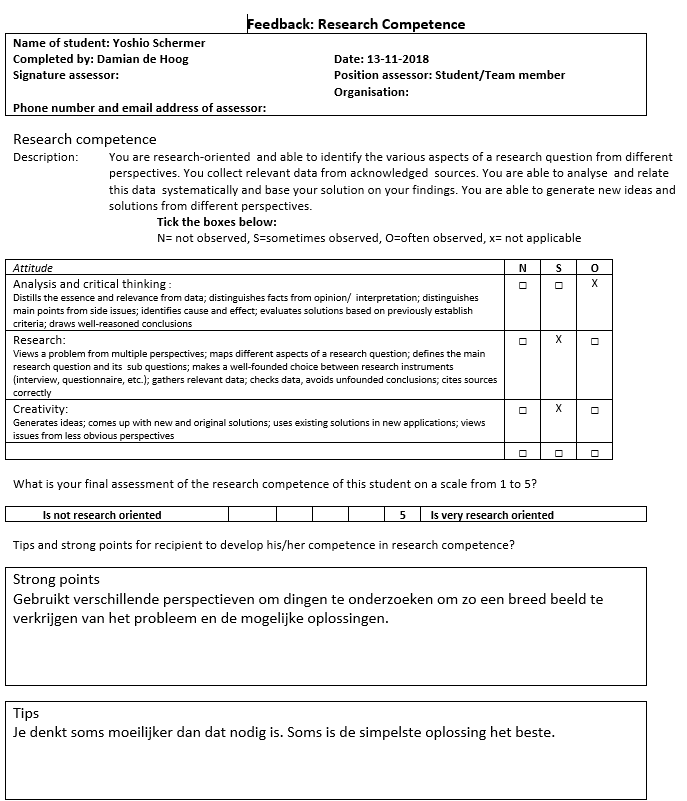 Feedback: Research Competence
Name of student: Yoshio Schermer
Completed by: Damian de Hoog Date: 13-11-2018
Signature assessor: Position assessor: Student/Team member
Organisation:
Phone number and email address of assessor:
Research competence
Description: You are research-oriented and able to identify the various aspects of a research question from different
perspectives. You collect relevant data from acknowledged sources. You are able to analyse and relate
this data systematically and base your solution on your findings. You are able to generate new ideas and
solutions from different perspectives.
Tick the boxes below:
N= not observed, S=sometimes observed, O=often observed, x= not applicable
Attitude N S O
Analysis and critical thinking : □ □ X
Distills the essence and relevance from data; distinguishes facts from opinion/ interpretation; distinguishes
main points from side issues; identifies cause and effect; evaluates solutions based on previously establish
criteria; draws well-reasoned conclusions
Research: □ X □
Views a problem from multiple perspectives; maps different aspects of a research question; defines the main
research question and its sub questions; makes a well-founded choice between research instruments
(interview, questionnaire, etc.); gathers relevant data; checks data, avoids unfounded conclusions; cites sources
correctly
Creativity: □ X □
Generates ideas; comes up with new and original solutions; uses existing solutions in new applications; views
issues from less obvious perspectives
□ □ □
What is your final assessment of the research competence of this student on a scale from 1 to 5?
Is not research oriented 5 Is very research oriented
Tips and strong points for recipient to develop his/her competence in research competence?
Strong points
Gebruikt verschillende perspectieven om dingen te onderzoeken om zo een breed beeld te
verkrijgen van het probleem en de mogelijke oplossingen.
Tips
Je denkt soms moeilijker dan dat nodig is. Soms is de simpelste oplossing het beste.